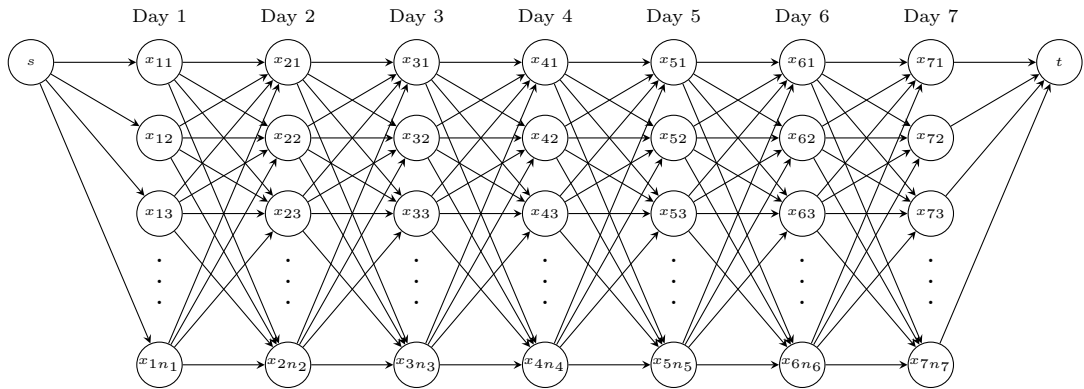 Day 1 Day 2 Day 3 Day 4 Day 5 Day 6 Day 7
s x₁₁ x₂₁ x₃₁ x₄₁ x₅₁ x₆₁ x₇₁ t
x₁₂ x₂₂ x₃₂ x₄₂ x₅₂ x₆₂ x₇₂
x₁₃ x₂₃ x₃₃ x₄₃ x₅₃ x₆₃ x₇₃
x₁n₁ x₂n₂ x₃n₃ x₄n₄ x₅n₅ x₆n₆ x₇n₇